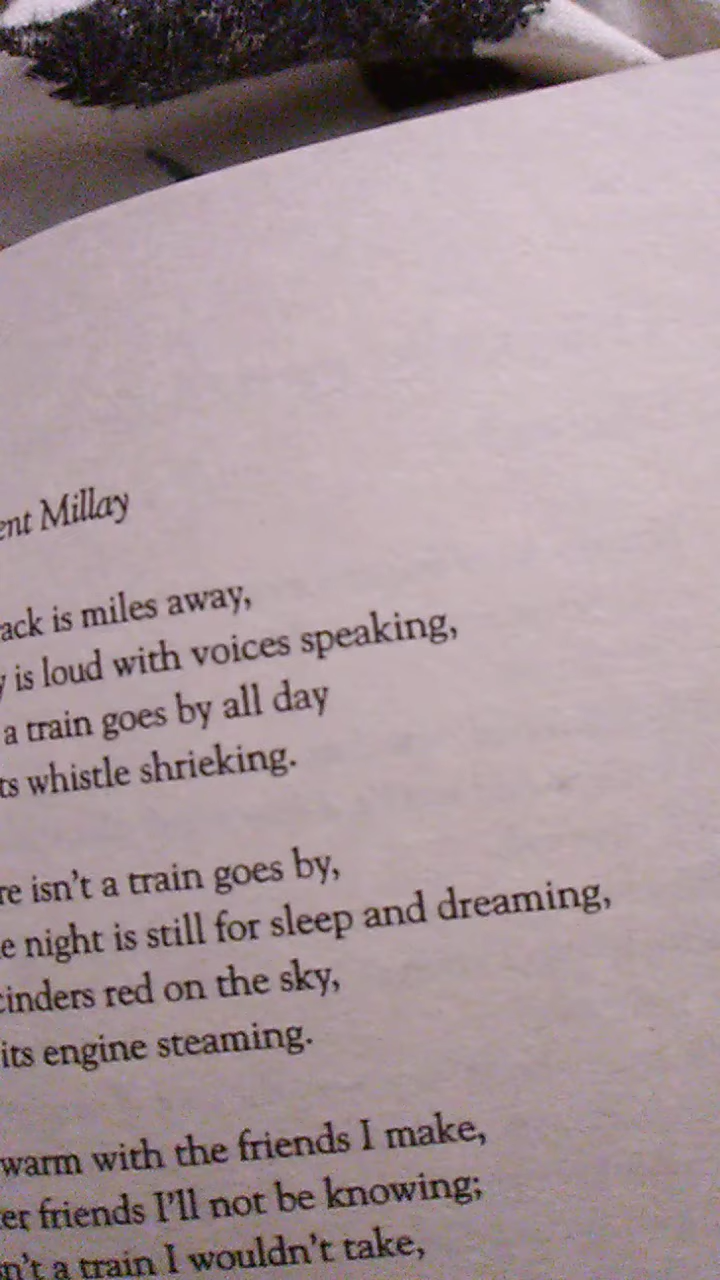 ent Millay
ack is miles away,
y is loud with voices speaking,
a train goes by all day
ts whistle shrieking.
re isn't a train goes by,
e night is still for sleep and dreaming,
cinders red on the sky,
its engine steaming.
warm with the friends I make,
er friends I'll not be knowing;
n't a train I wouldn't take,